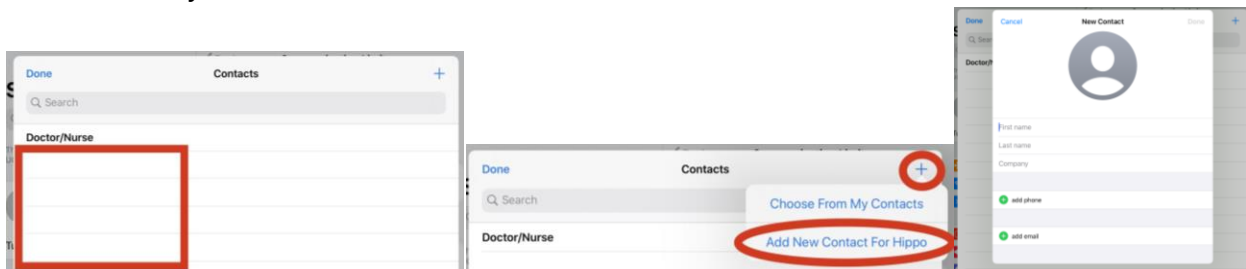 Done Contacts +
Search
Doctor/Nurse
Done Contacts +
Search
Choose From My Contacts
Doctor/Nurse
Add New Contact For Hippo
Done Cancel New Contact Done +
Doctor/
First name
Last name
Company
add phone
add email